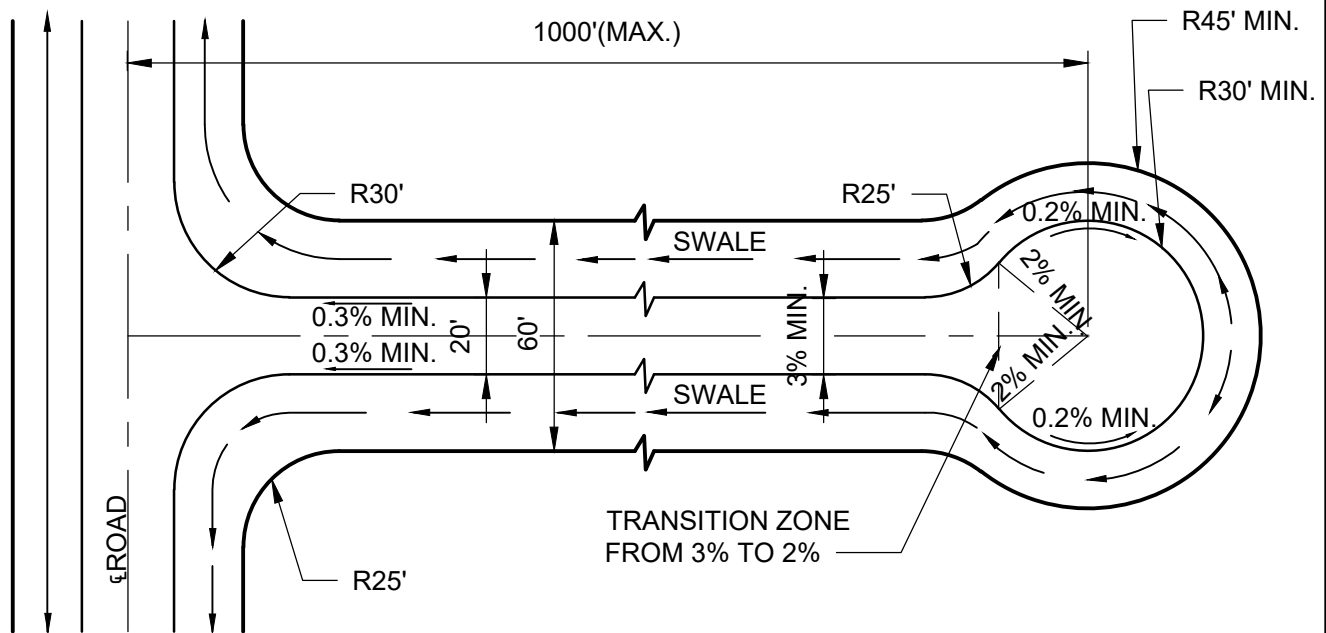 1000'(MAX.)
R45' MIN.
R30' MIN.
R30'
R25'
0.2% MIN.
SWALE
2% MIN.
0.3% MIN.
0.3% MIN.
20'
60'
3% MIN.
2% MIN.
SWALE
0.2% MIN.
℄ROAD
TRANSITION ZONE
FROM 3% TO 2%
R25'